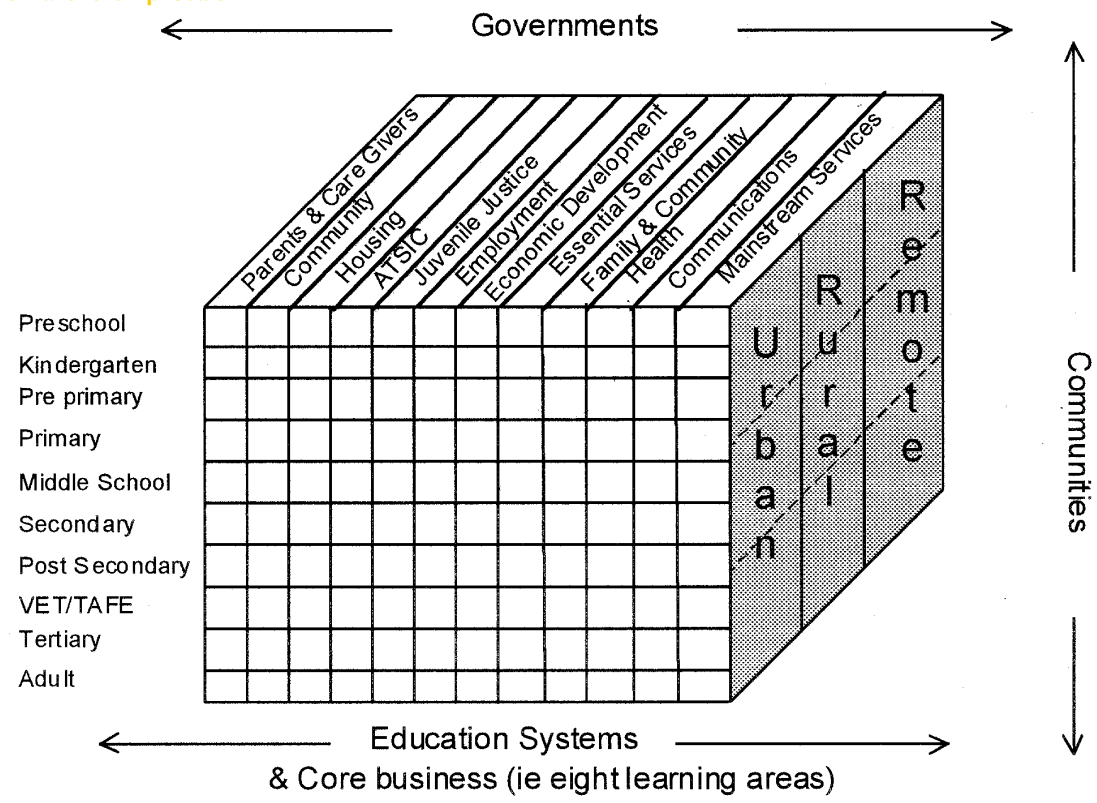 Governments
Parents & Care Givers
Community
Housing
ATSIC
Juvenile Justice
Employment
Economic Development
Essential Services
Family & Community
Health
Communications
Mainstream Services
Preschool
Kindergarten
Pre primary
Primary
Middle School
Secondary
Post Secondary
VET/TAFE
Tertiary
Adult
Urban
Rural
Remote
Communities
Education Systems
& Core business (ie eight learning areas)